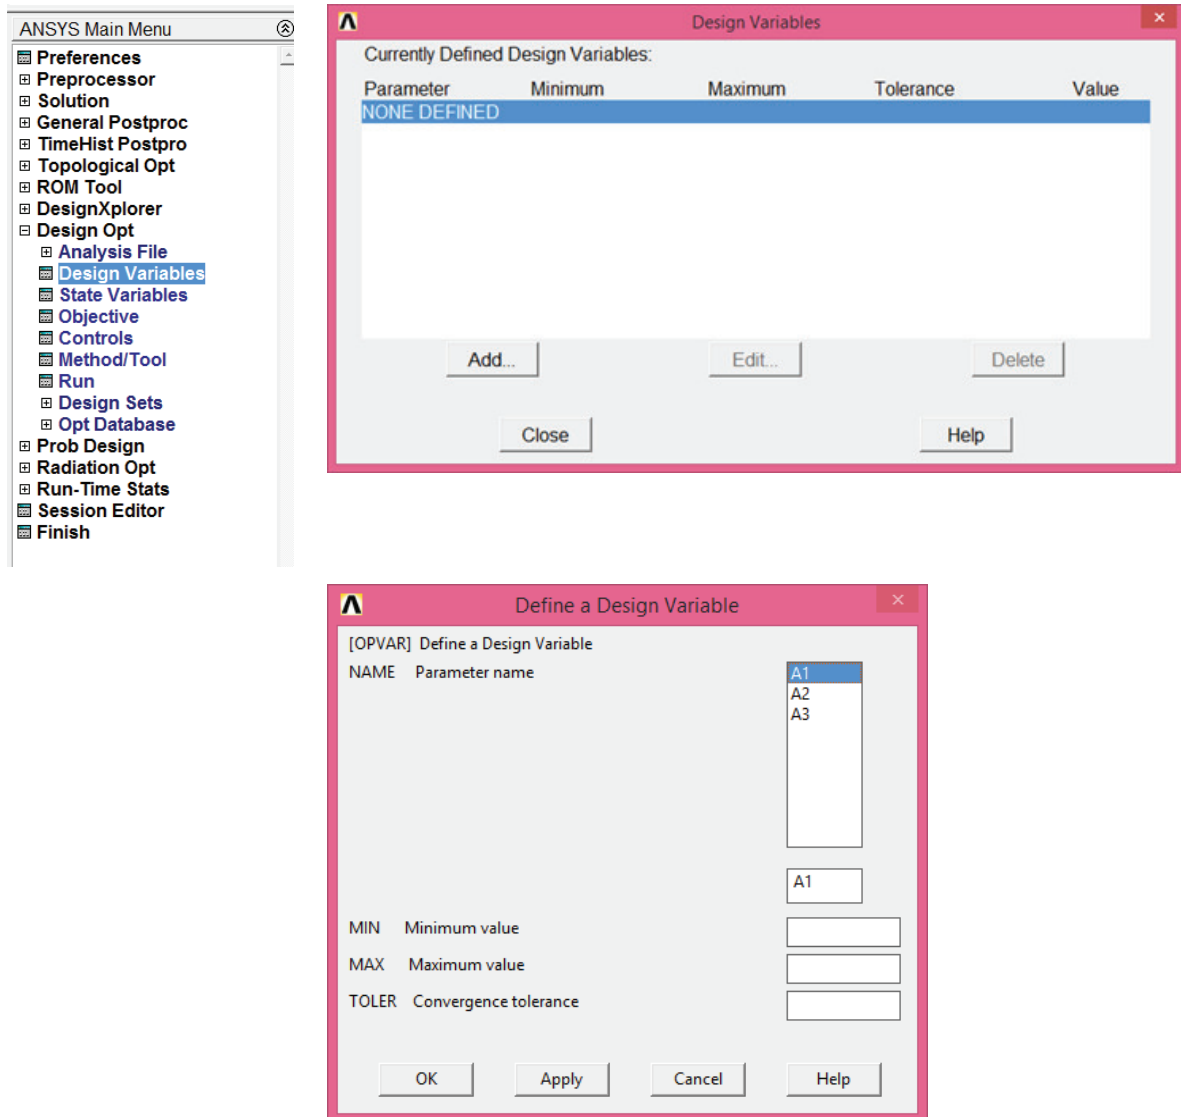 ANSYS Main Menu
Preferences
Preprocessor
Solution
General Postproc
TimeHist Postpro
Topological Opt
ROM Tool
DesignXplorer
Design Opt
Analysis File
Design Variables
State Variables
Objective
Controls
Method/Tool
Run
Design Sets
Opt Database
Prob Design
Radiation Opt
Run-Time Stats
Session Editor
Finish
Design Variables
Currently Defined Design Variables:
Parameter Minimum Maximum Tolerance Value
NONE DEFINED
Add... Edit... Delete
Close Help
Define a Design Variable
[OPVAR] Define a Design Variable
NAME Parameter name
A1
A2
A3
A1
MIN Minimum value
MAX Maximum value
TOLER Convergence tolerance
OK Apply Cancel Help